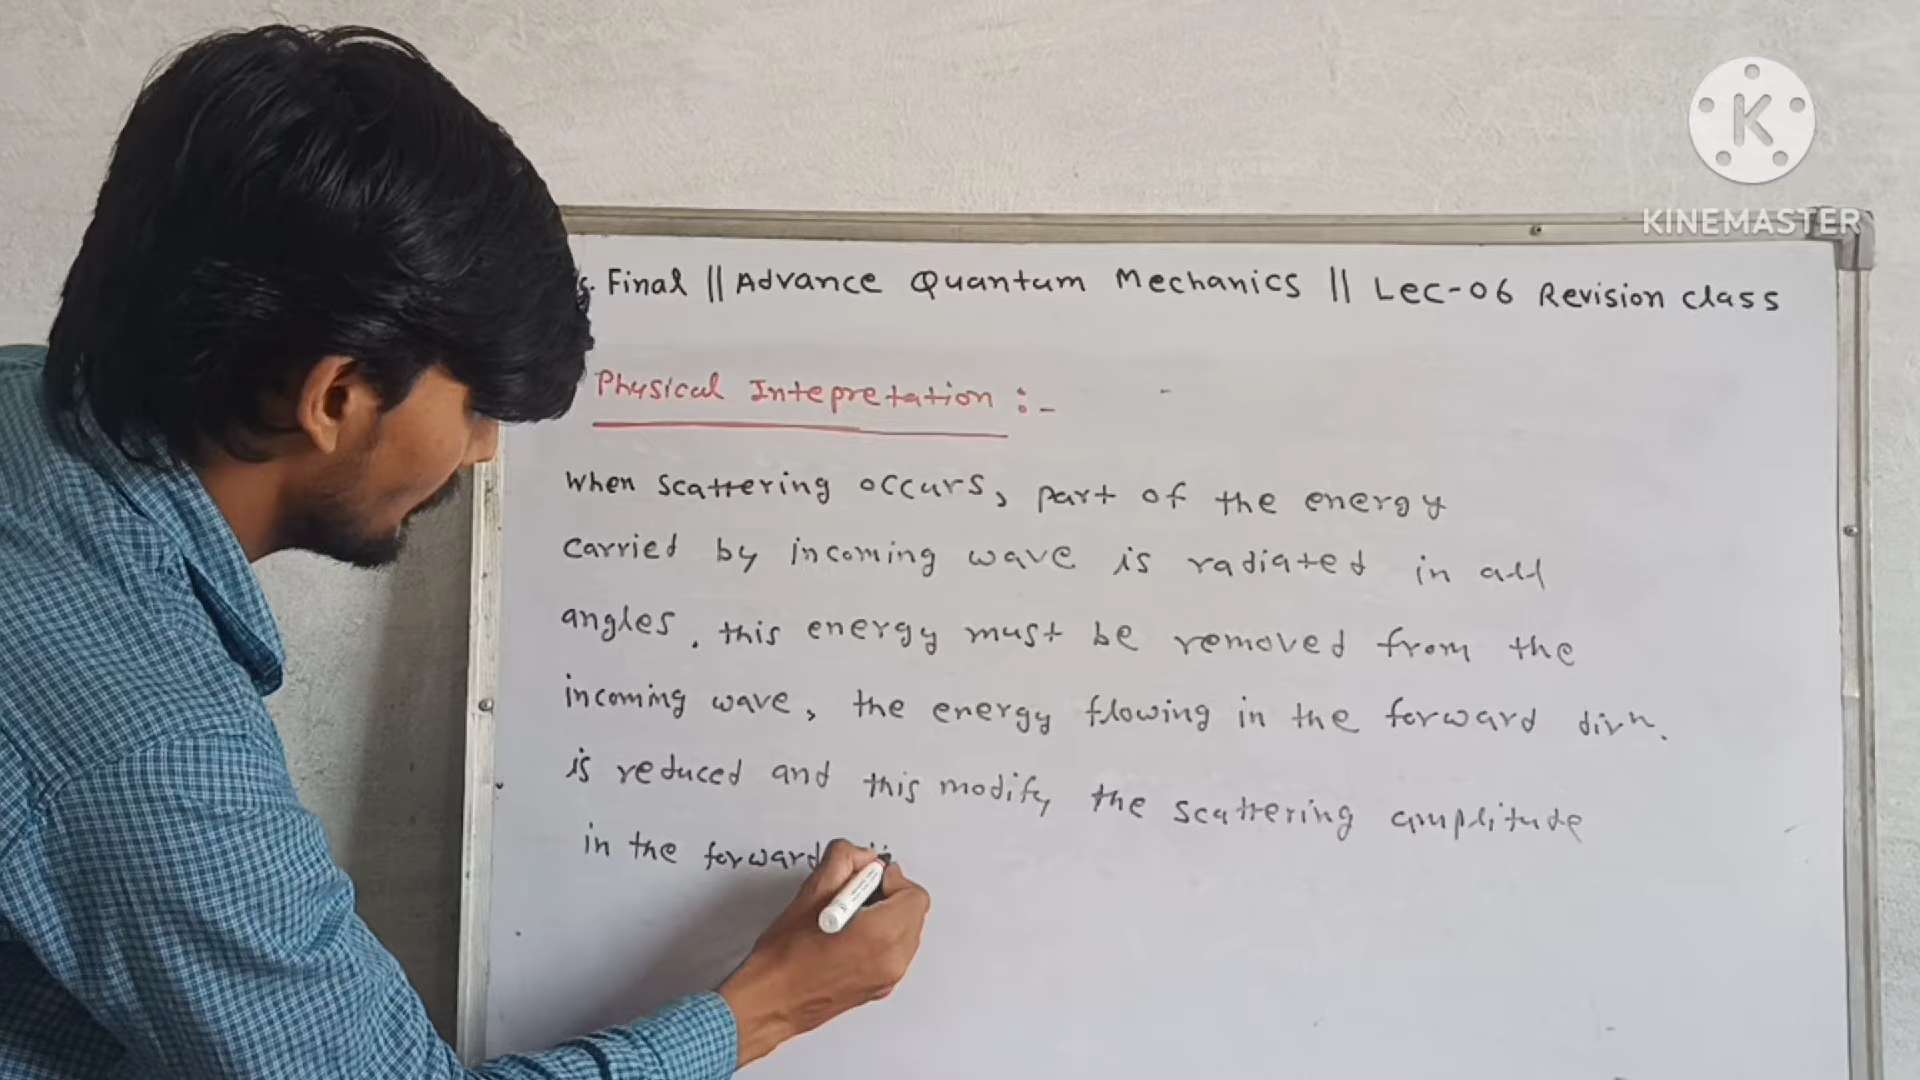 KINEMASTER
Final || Advance Quantum Mechanics || Lec-06 Revision class
Physical Intepretation :-
When scattering occurs, part of the energy
carried by incoming wave is radiated in all
angles. this energy must be removed from the
incoming wave, the energy flowing in the forward dirn.
is reduced and this modify the scattering amplitude
in the forward